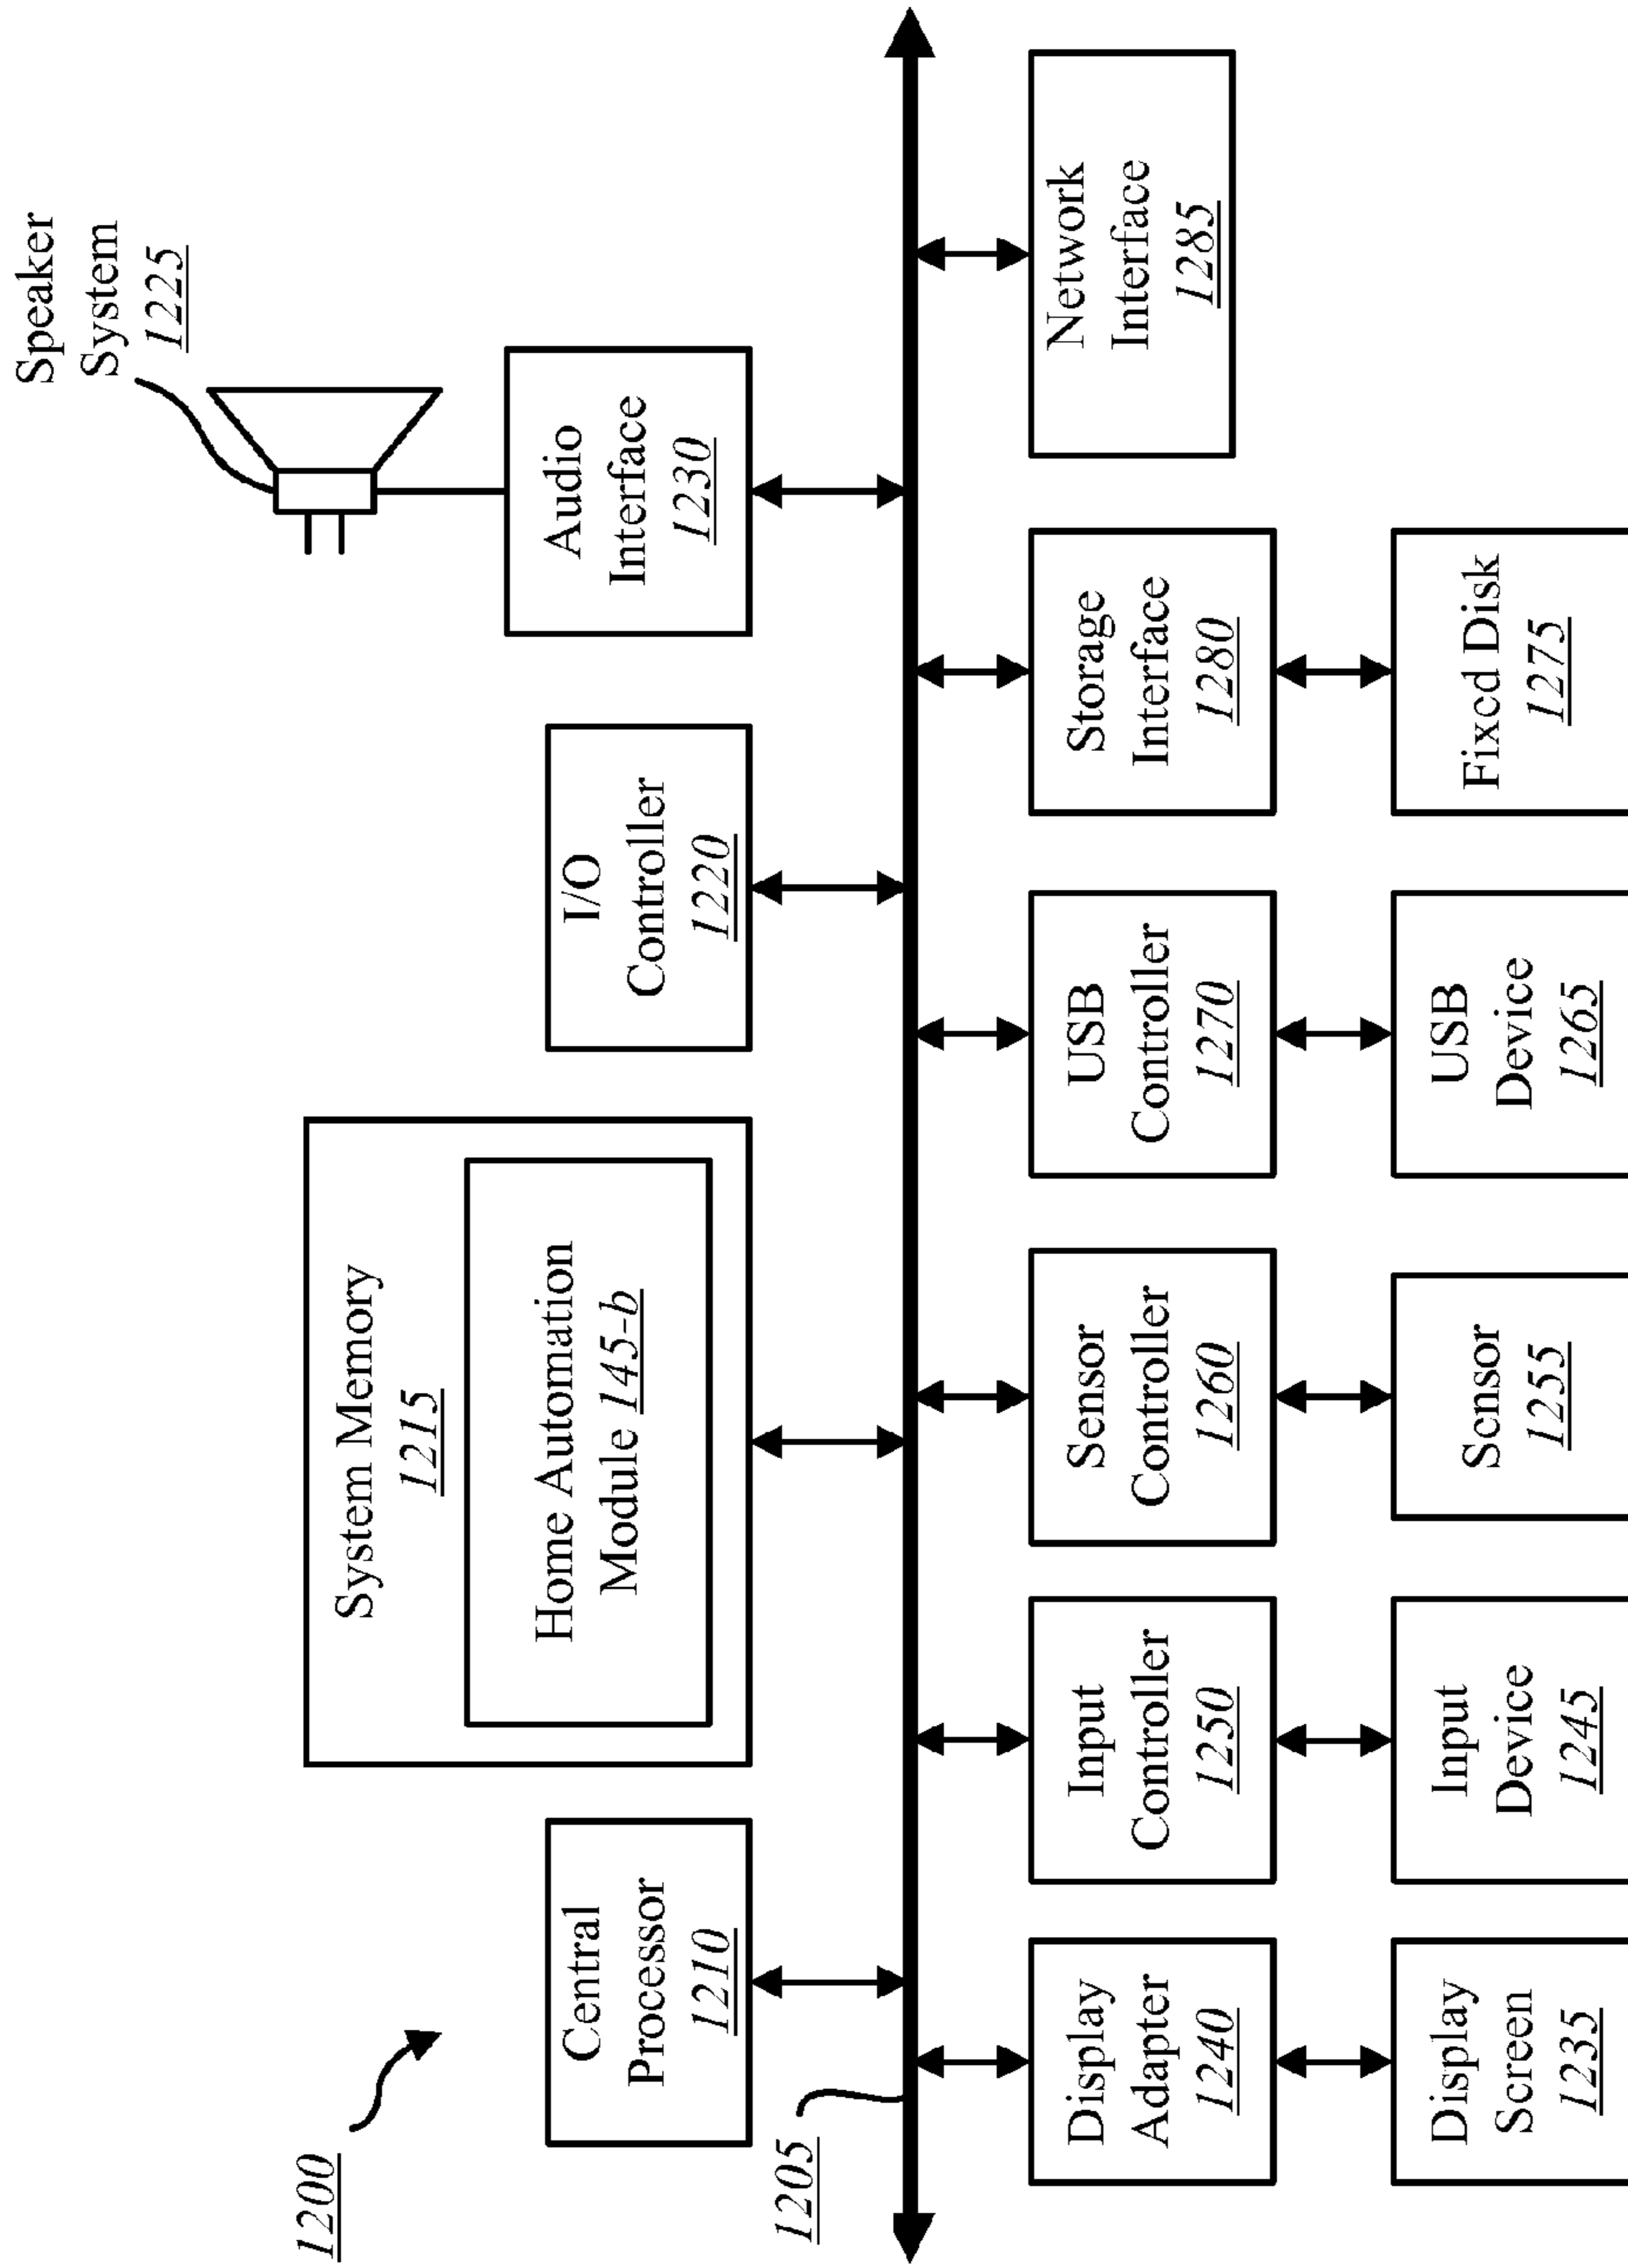 1200
Central
Processor
1210
System Memory
1215
Home Automation
Module 145-b
I/O
Controller
1220
Speaker
System
1225
Audio
Interface
1230
1205
Display
Adapter
1240
Input
Controller
1250
Sensor
Controller
1260
USB
Controller
1270
Storage
Interface
1280
Network
Interface
1285
Display
Screen
1235
Input
Device
1245
Sensor
1255
USB
Device
1265
Fixed Disk
1275